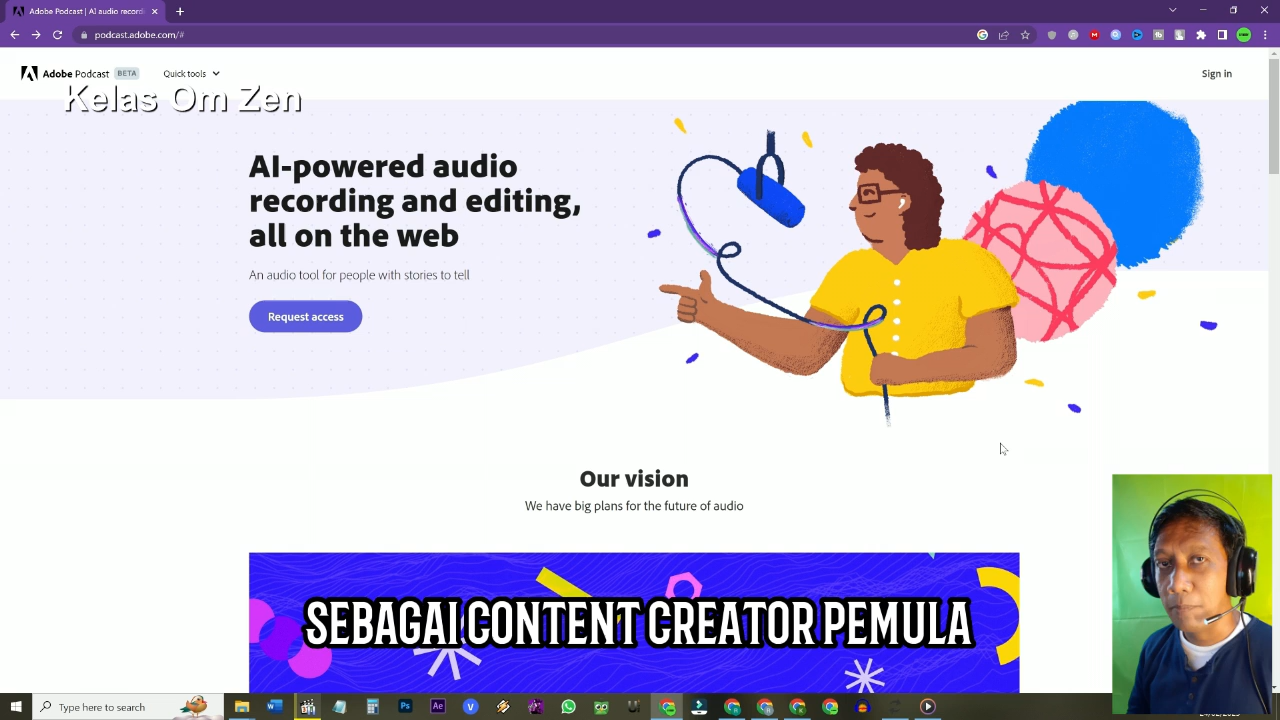 Adobe Podcast | AI audio record
podcast.adobe.com/#
Adobe Podcast BETA
Quick tools
Sign in
Kelas Om Zen
AI-powered audio
recording and editing,
all on the web
An audio tool for people with stories to tell
Request access
Our vision
We have big plans for the future of audio
SEBAGAI CONTENT CREATOR PEMULA
Type here to search